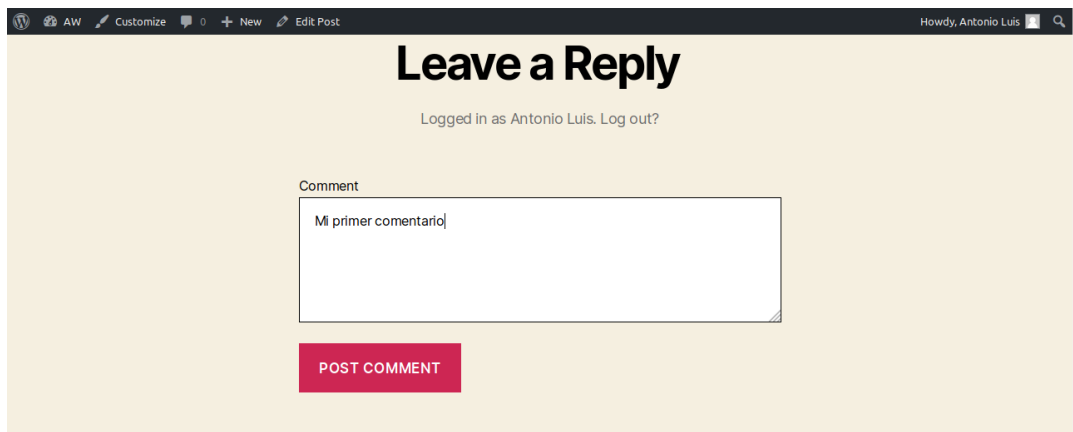 AW Customize 0 New Edit Post Howdy, Antonio Luis
Leave a Reply
Logged in as Antonio Luis. Log out?
Comment
Mi primer comentario
POST COMMENT